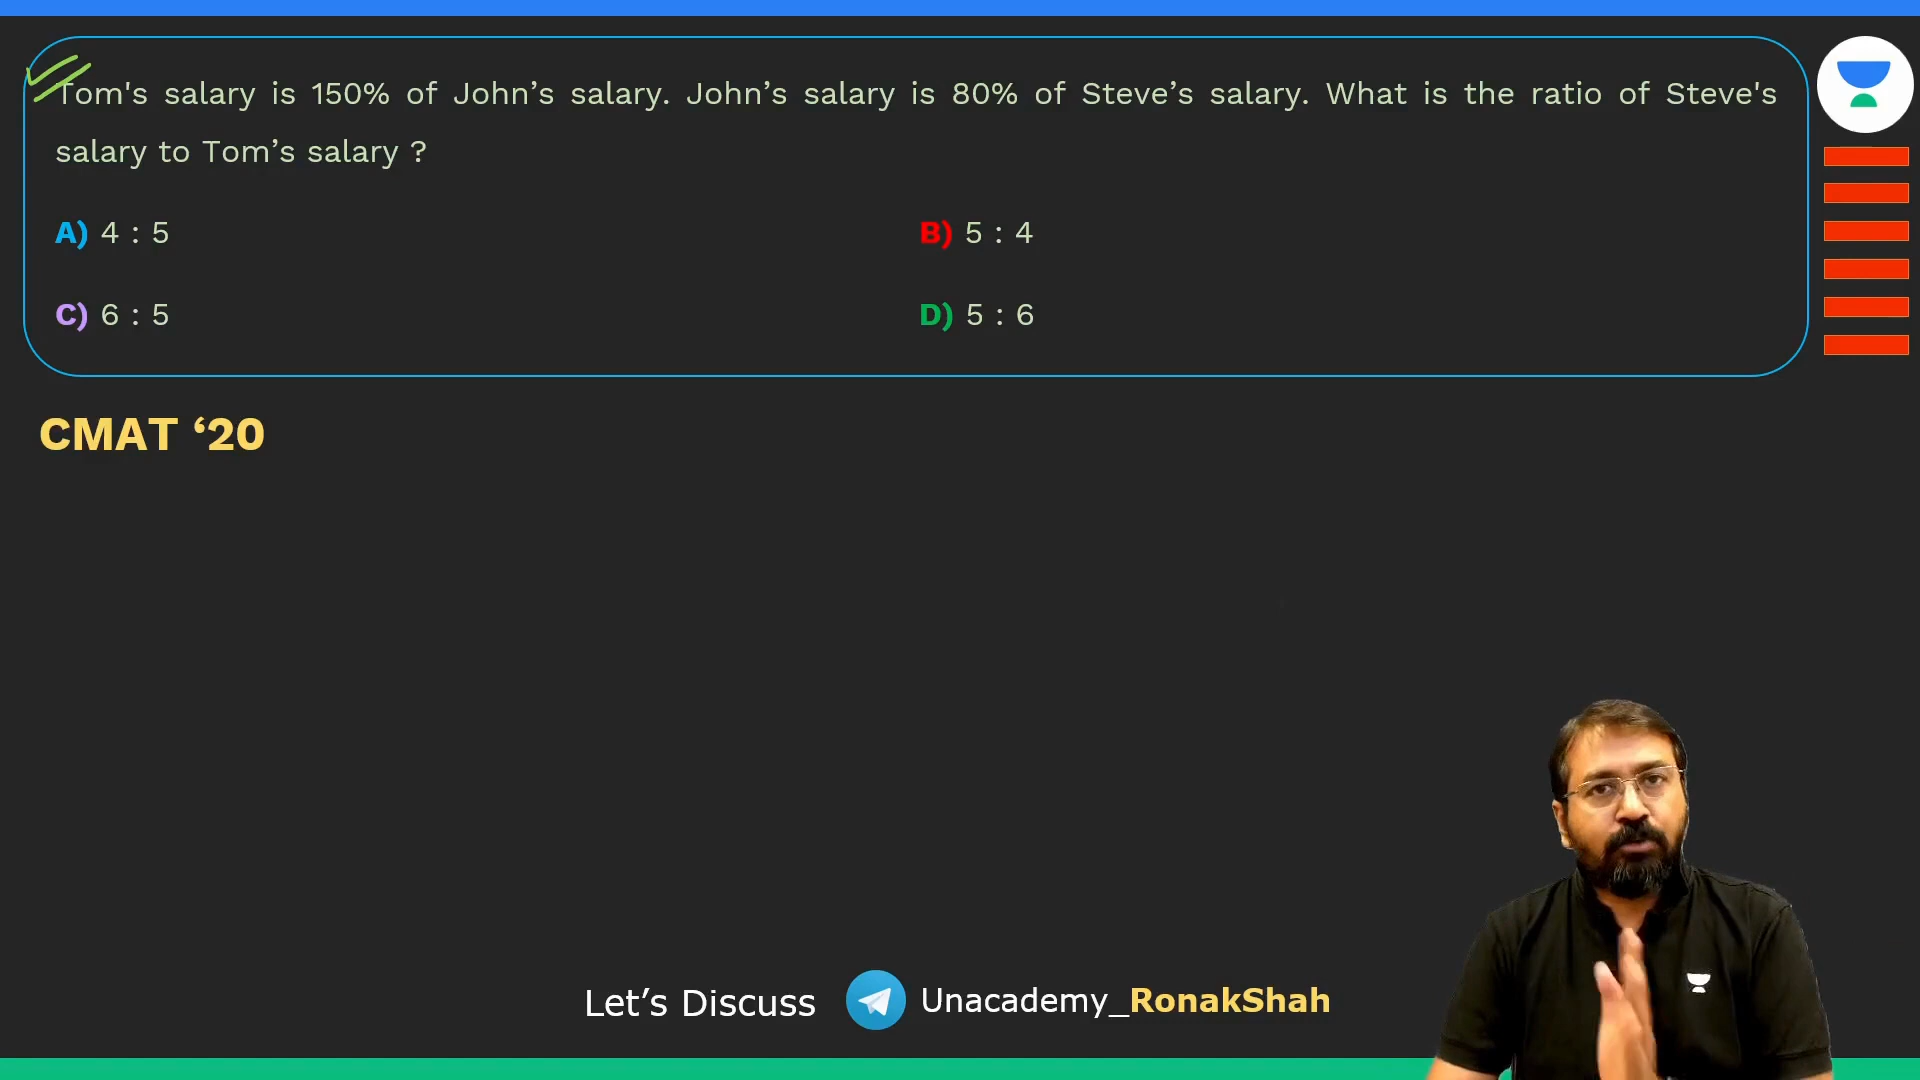 Tom's salary is 150% of John’s salary. John’s salary is 80% of Steve’s salary. What is the ratio of Steve's
salary to Tom’s salary ?
A) 4 : 5
B) 5 : 4
C) 6 : 5
D) 5 : 6
CMAT ‘20
Let’s Discuss
Unacademy_RonakShah